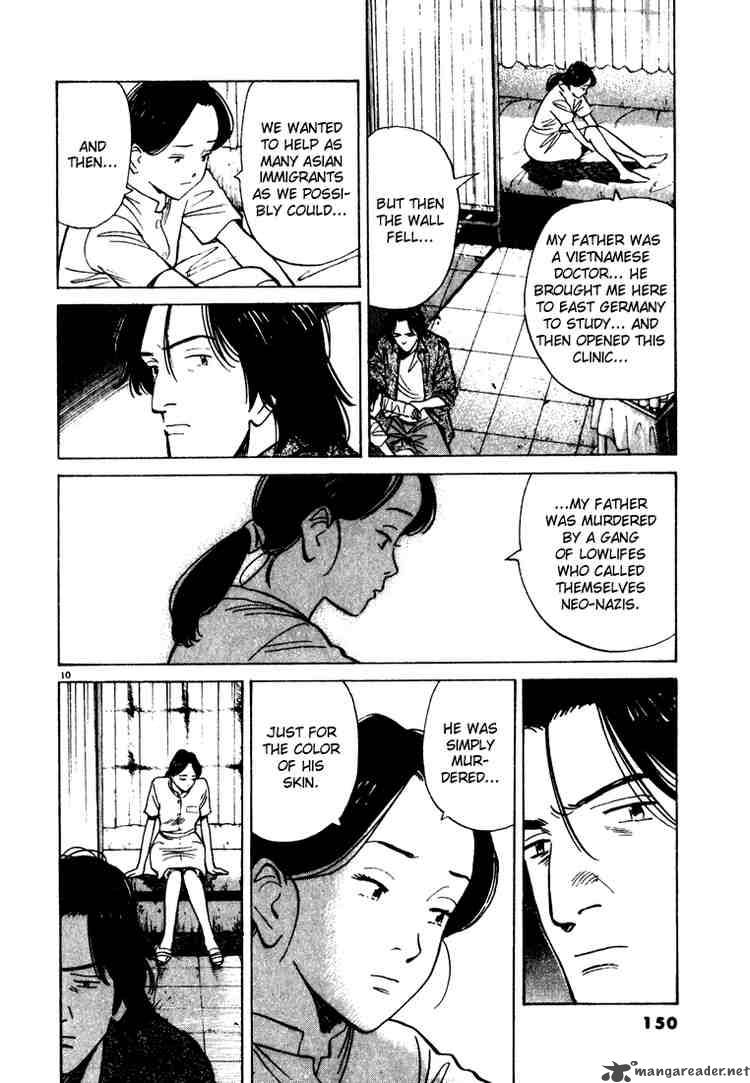 MY FATHER WAS
A VIETNAMESE
DOCTOR... HE
BROUGHT ME HERE
TO EAST GERMANY
TO STUDY... AND
THEN OPENED THIS
CLINIC...
BUT THEN
THE WALL
FELL...
WE WANTED
TO HELP AS
MANY ASIAN
IMMIGRANTS
AS WE POSSI-
BLY COULD...
AND
THEN...
...MY FATHER
WAS MURDERED
BY A GANG
OF LOWLIFES
WHO CALLED
THEMSELVES
NEO-NAZIS.
10
HE WAS
SIMPLY
MUR-
DERED...
JUST FOR
THE COLOR
OF HIS
SKIN.
150
mangareader.net